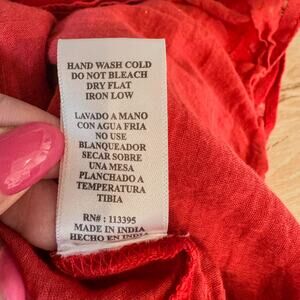 HAND WASH COLD
DO NOT BLEACH
DRY FLAT
IRON LOW
LAVADO A MANO
CON AGUA FRIA
NO USE
BLANQUEADOR
SECAR SOBRE
UNA MESA
PLANCHADO A
TEMPERATURA
TIBIA
RN# : 113395
MADE IN INDIA
HECHO EN INDIA